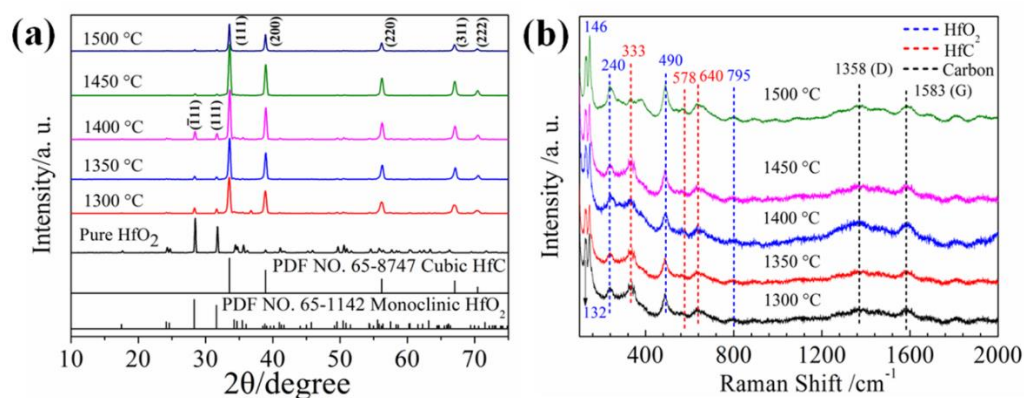 (a)
1500 °C
(111)
(200)
(220)
(311)
(222)
1450 °C
1400 °C
(1̄11)
(111)
1350 °C
1300 °C
Pure HfO₂
PDF NO. 65-8747 Cubic HfC
PDF NO. 65-1142 Monoclinic HfO₂
Intensity/a. u.
10 20 30 40 50 60 70
2θ/degree
(b)
146
240
333
490
578
640
795
HfO₂
HfC
Carbon
1358 (D)
1583 (G)
1500 °C
1450 °C
1400 °C
1350 °C
1300 °C
132
Intensity /a. u.
400 800 1200 1600 2000
Raman Shift /cm⁻¹